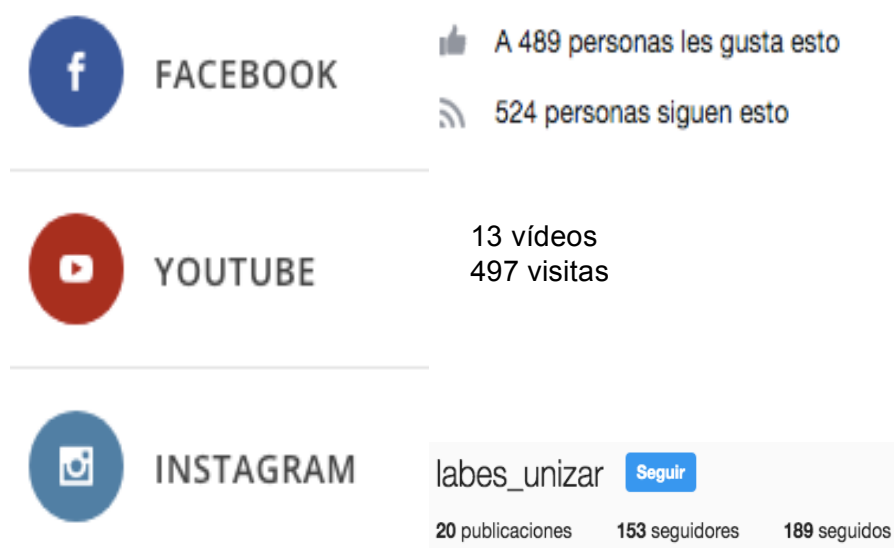 FACEBOOK
A 489 personas les gusta esto
524 personas siguen esto
YOUTUBE
13 vídeos
497 visitas
INSTAGRAM
labes_unizar Seguir
20 publicaciones 153 seguidores 189 seguidos